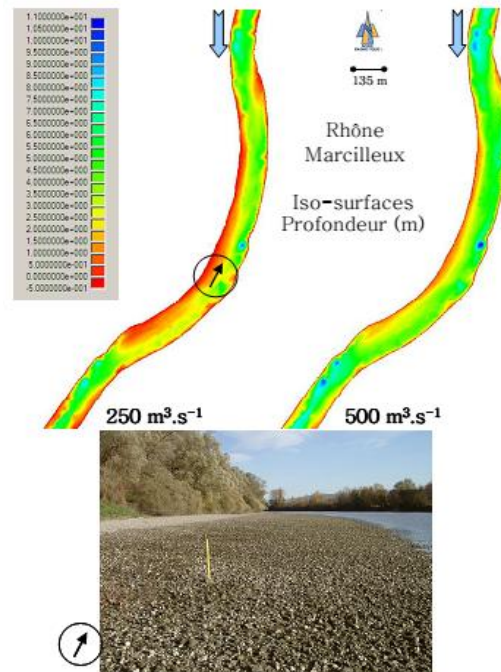 1.1000000e+001
1.0500000e+001
1.0000000e+001
9.5000000e+000
9.0000000e+000
8.5000000e+000
8.0000000e+000
7.5000000e+000
7.0000000e+000
6.5000000e+000
6.0000000e+000
5.5000000e+000
5.0000000e+000
4.5000000e+000
4.0000000e+000
3.5000000e+000
3.0000000e+000
2.5000000e+000
2.0000000e+000
1.5000000e+000
1.0000000e+000
5.0000000e-001
0.0000000e+000
-5.0000000e-001
135 m
Rhône
Marcilleux
Iso-surfaces
Profondeur (m)
250 m³.s⁻¹
500 m³.s⁻¹